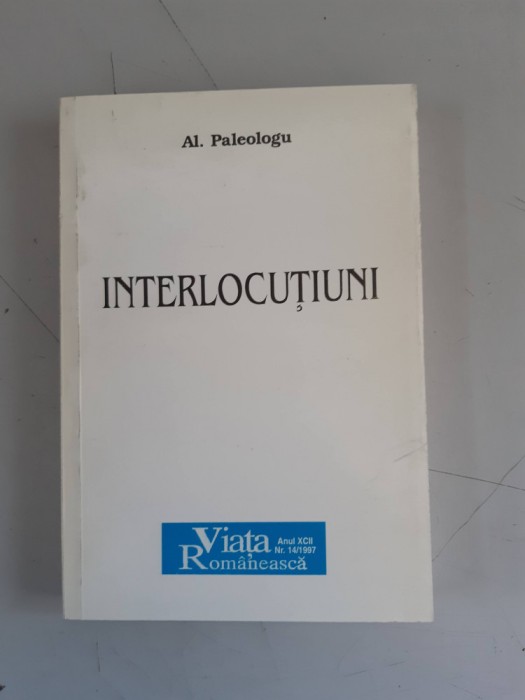 Al. Paleologu
INTERLOCUȚIUNI
Viața
Românească
Anul XCII
Nr. 14/1997